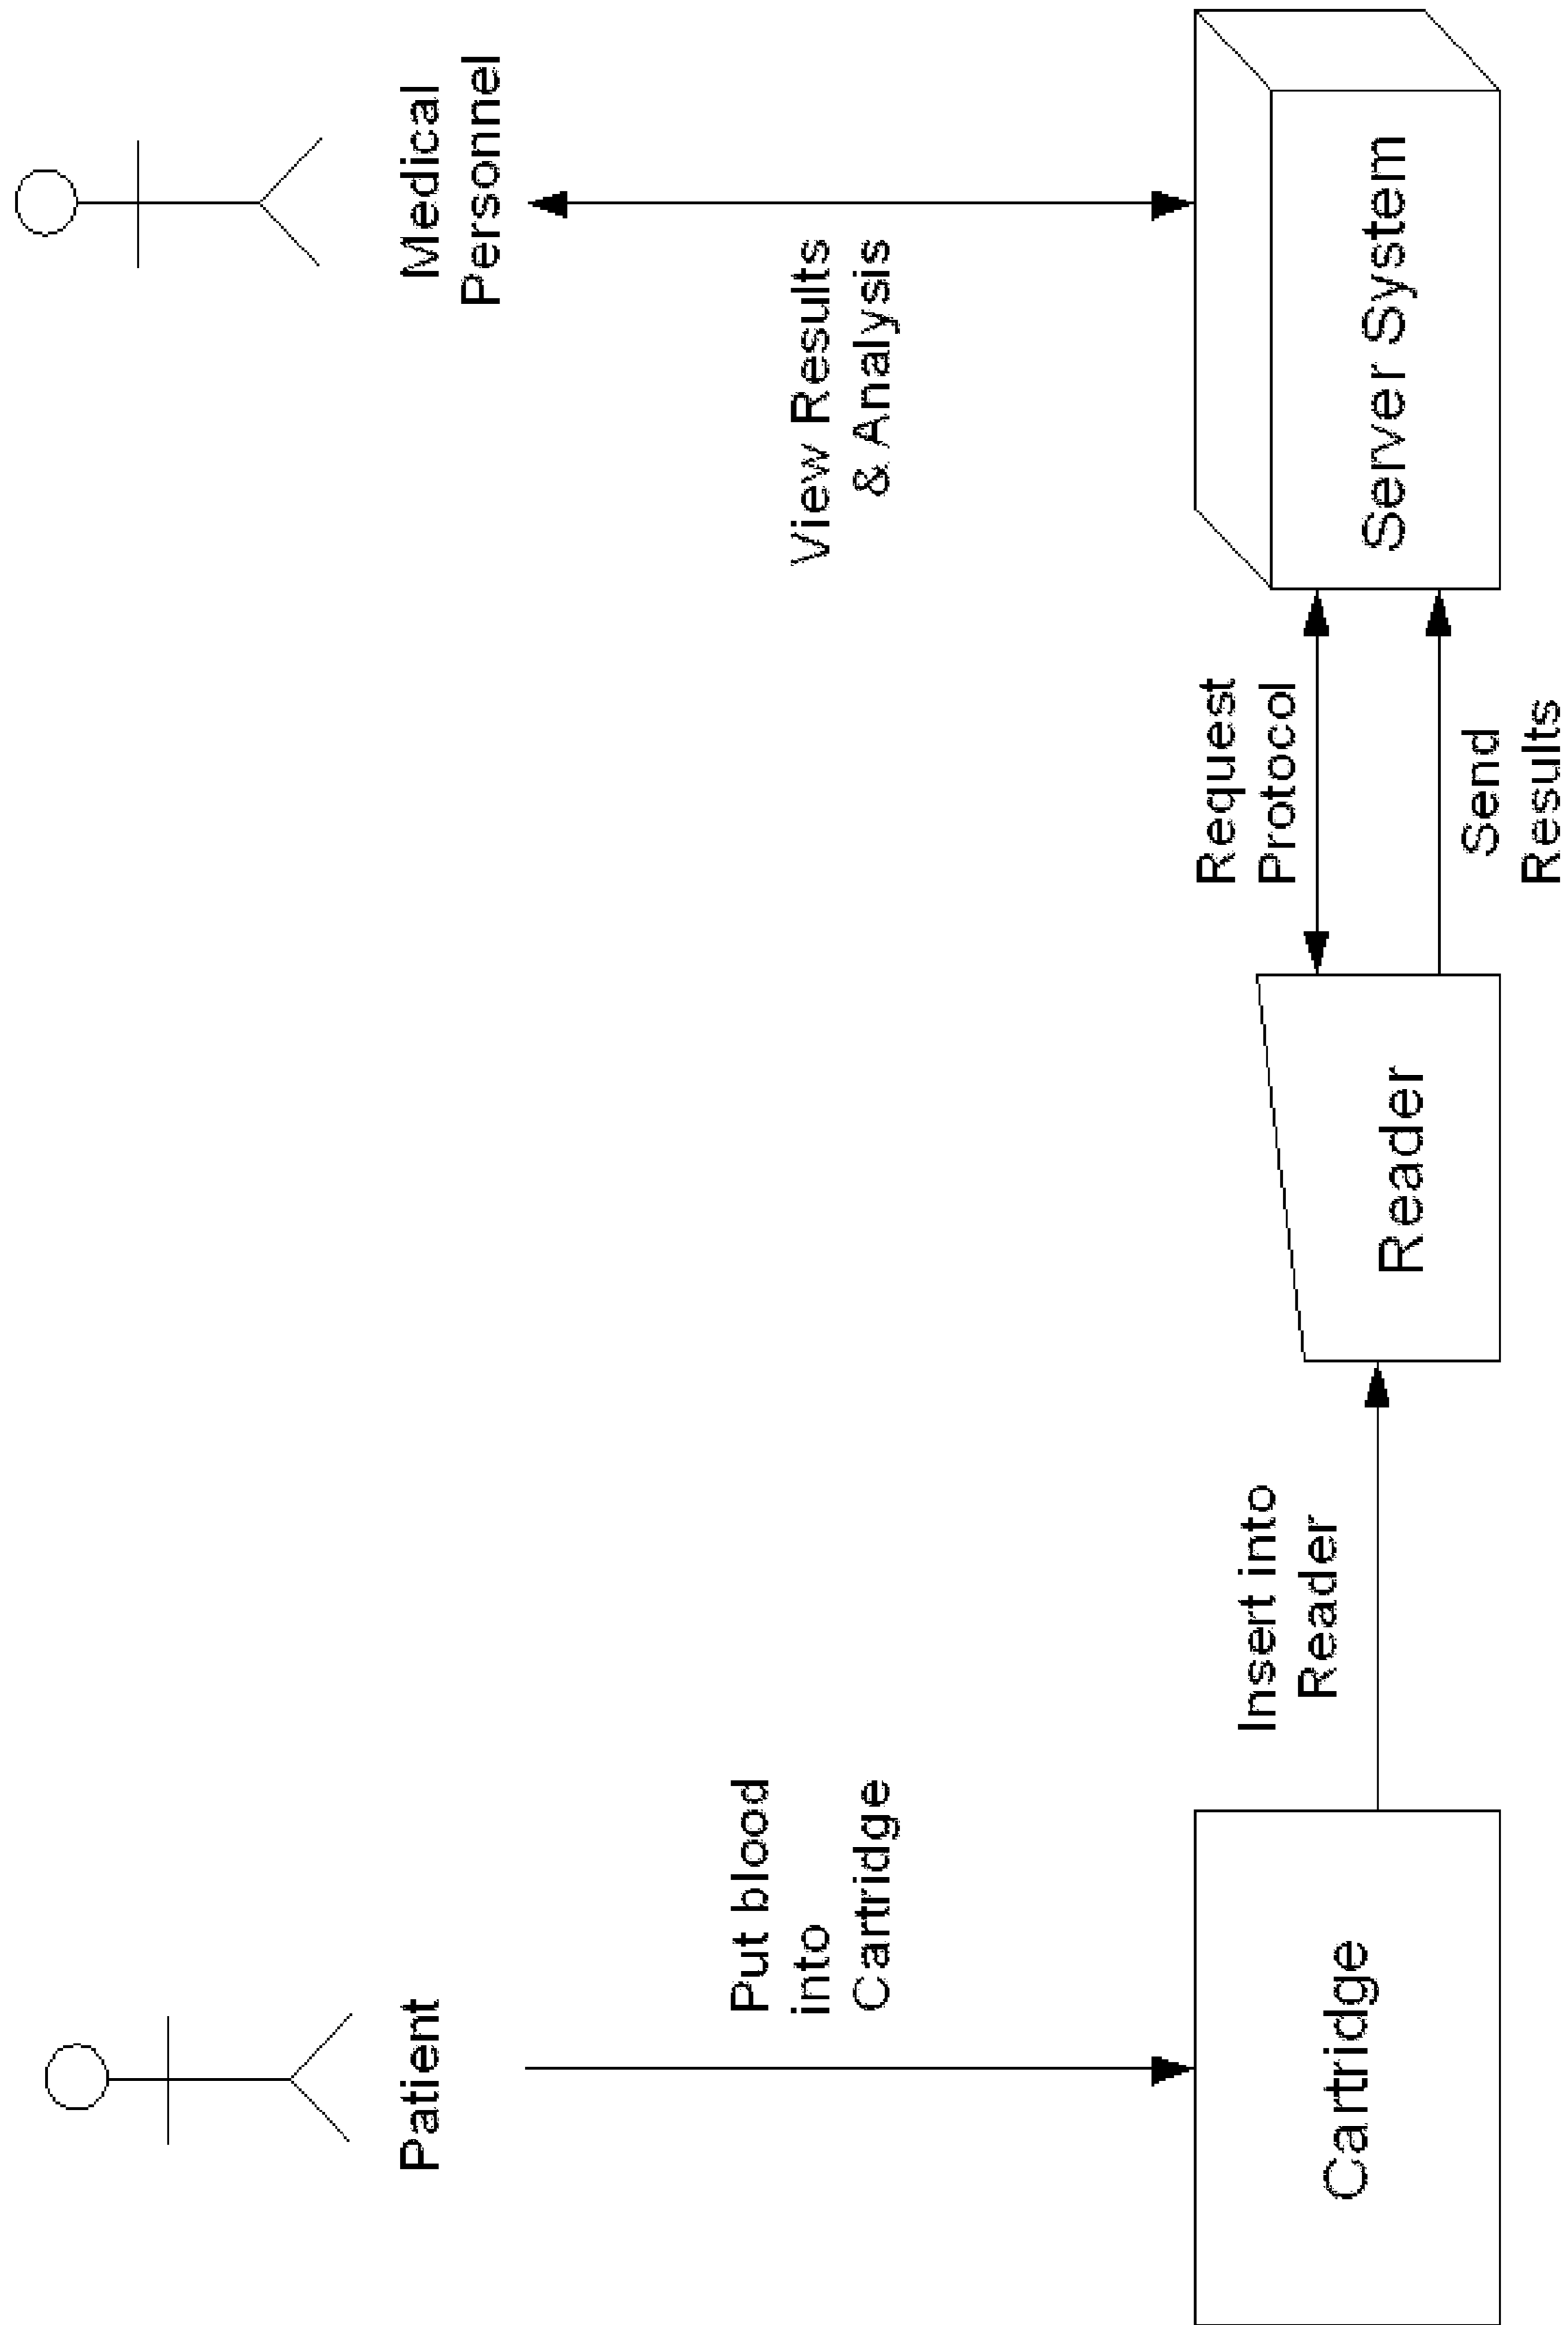 Patient
Medical
Personnel
Put blood
into
Cartridge
View Results
& Analysis
Cartridge
Insert into
Reader
Reader
Request
Protocol
Send
Results
Server System